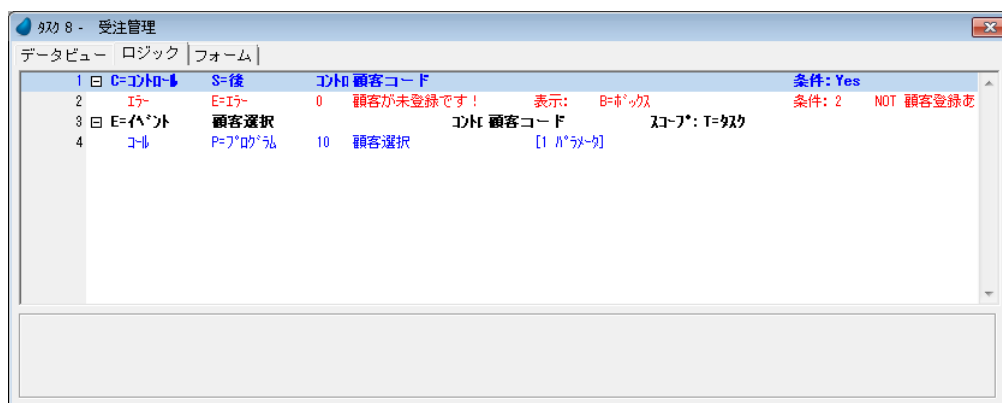 ﾀｽｸ 8 - 受注管理
データビュー ロジック フォーム
1 C=ｺﾝﾄﾛｰﾙ S=後 ｺﾝﾄﾛ 顧客コード 条件: Yes
2 ｴﾗｰ E=ｴﾗｰ 0 顧客が未登録です！ 表示: B=ﾎﾞｯｸｽ 条件: 2 NOT 顧客登録あ
3 E=ｲﾍﾞﾝﾄ 顧客選択 ｺﾝﾄﾛ 顧客コード ｽｺｰﾌﾟ: T=ﾀｽｸ
4 ｺｰﾙ P=ﾌﾟﾛｸﾞﾗﾑ 10 顧客選択 [1 ﾊﾟﾗﾒｰﾀ]